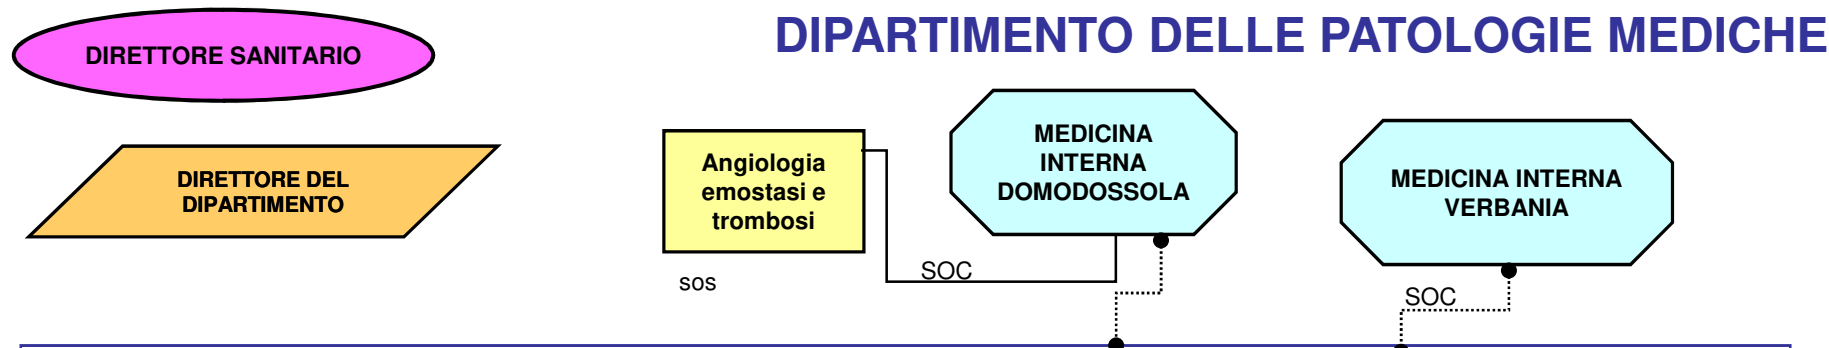 DIPARTIMENTO DELLE PATOLOGIE MEDICHE
DIRETTORE SANITARIO
DIRETTORE DEL
DIPARTIMENTO
Angiologia
emostasi e
trombosi
sos
MEDICINA
INTERNA
DOMODOSSOLA
SOC
MEDICINA INTERNA
VERBANIA
SOC